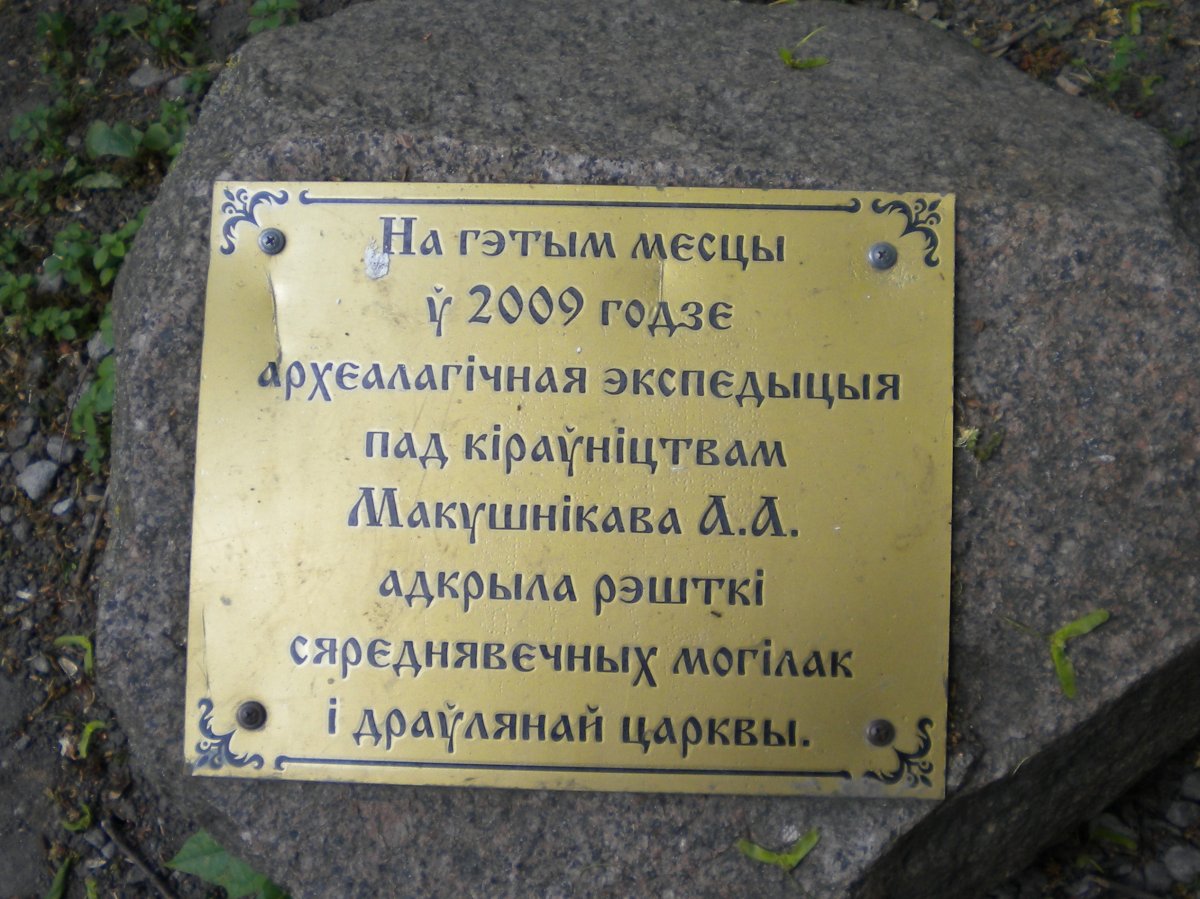 На гэтым месцы
ў 2009 годзе
археалагічная экспедыцыя
пад кіраўніцтвам
Макушнікава А.А.
адкрыла рэшткі
сярэднявечных могілак
і драўлянай царквы.